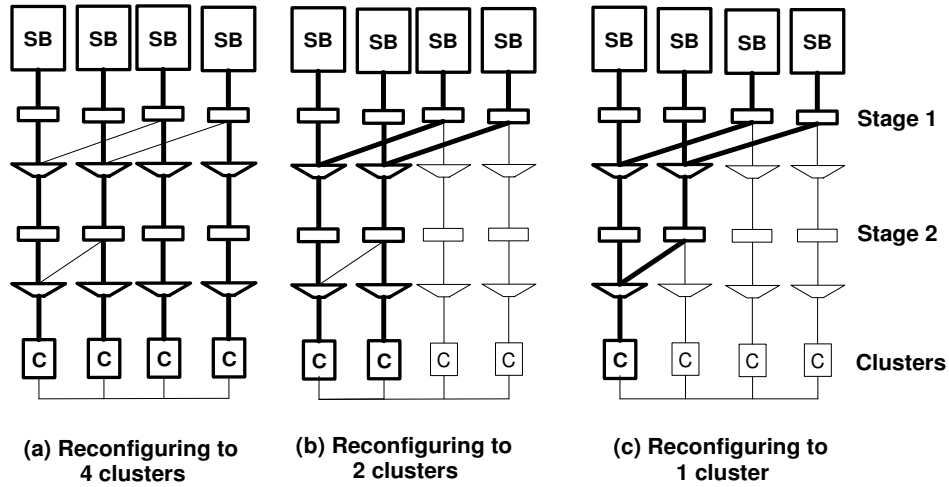 SB SB SB SB SB SB SB SB SB SB SB SB
Stage 1
Stage 2
C C C C C C C C C C C C Clusters
(a) Reconfiguring to (b) Reconfiguring to (c) Reconfiguring to
4 clusters 2 clusters 1 cluster